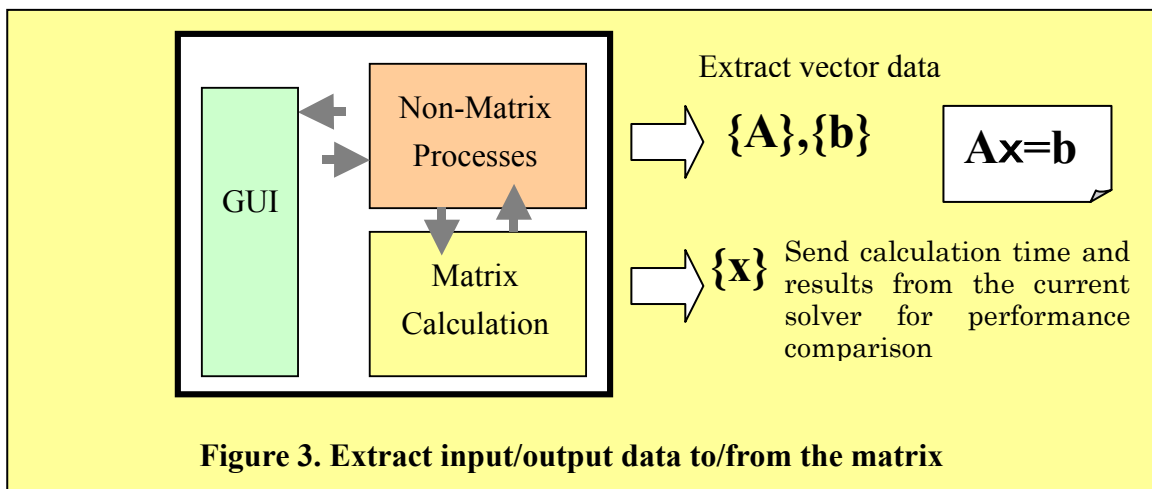 GUI
Non-Matrix
Processes
Matrix
Calculation
Extract vector data
{A},{b}
Ax=b
{x}
Send calculation time and
results from the current
solver for performance
comparison
Figure 3. Extract input/output data to/from the matrix